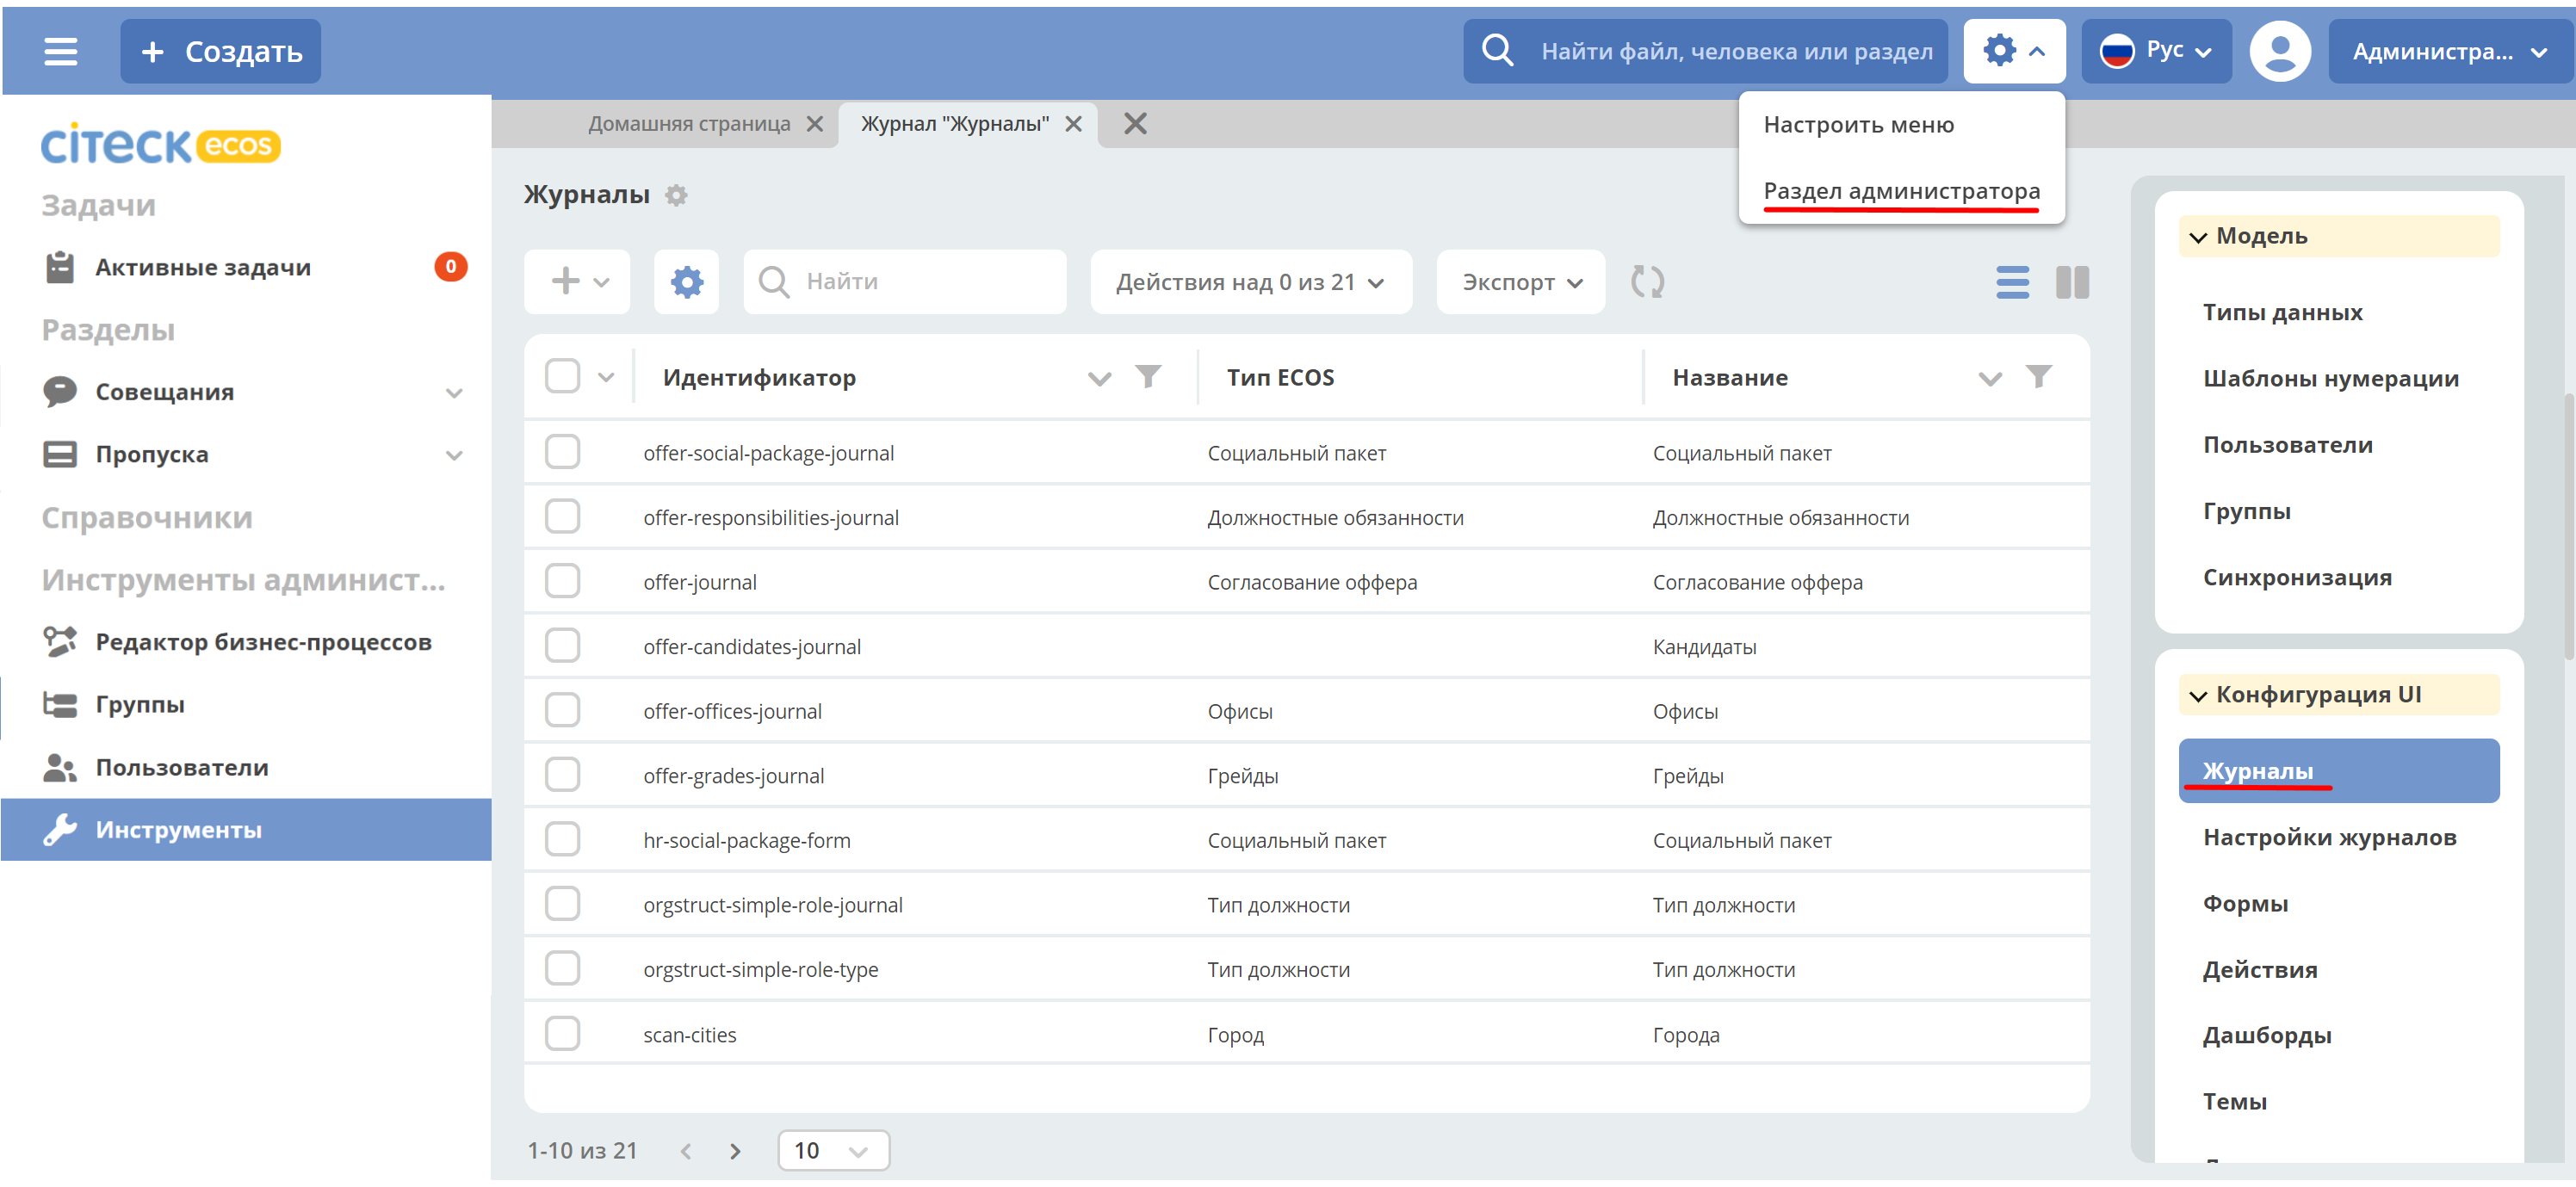 Создать
Найти файл, человека или раздел
Рус
Администра...
Настроить меню
Раздел администратора
Домашняя страница
Журнал "Журналы"
citeck ecos
Задачи
Активные задачи
0
Разделы
Совещания
Пропуска
Справочники
Инструменты админист...
Редактор бизнес-процессов
Группы
Пользователи
Инструменты
Журналы
Найти
Действия над 0 из 21
Экспорт
Идентификатор Тип ECOS Название
offer-social-package-journal Социальный пакет Социальный пакет
offer-responsibilities-journal Должностные обязанности Должностные обязанности
offer-journal Согласование оффера Согласование оффера
offer-candidates-journal Кандидаты
offer-offices-journal Офисы Офисы
offer-grades-journal Грейды Грейды
hr-social-package-form Социальный пакет Социальный пакет
orgstruct-simple-role-journal Тип должности Тип должности
orgstruct-simple-role-type Тип должности Тип должности
scan-cities Город Города
1-10 из 21
10
Модель
Типы данных
Шаблоны нумерации
Пользователи
Группы
Синхронизация
Конфигурация UI
Журналы
Настройки журналов
Формы
Действия
Дашборды
Темы